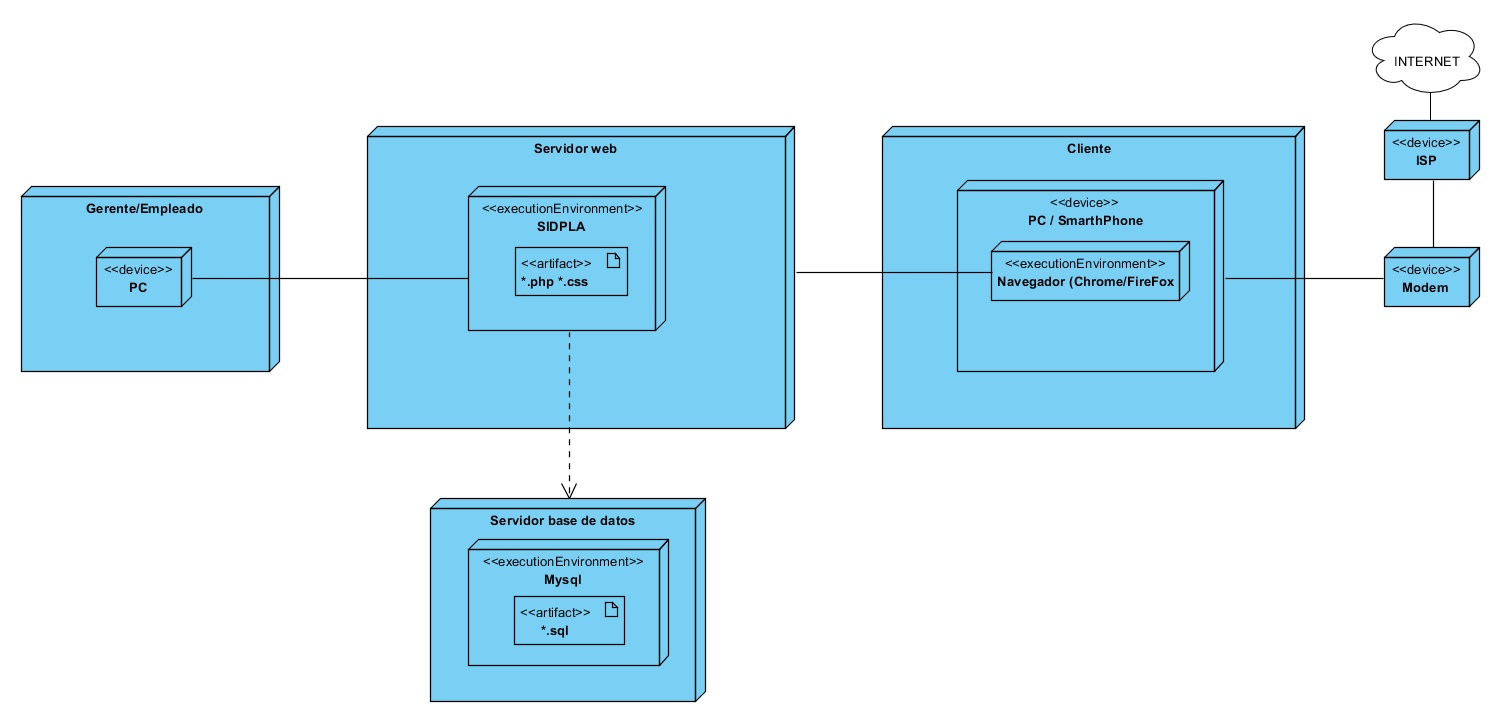 INTERNET
<<device>>
ISP
Servidor web
Cliente
Gerente/Empleado
<<device>>
PC
<<executionEnvironment>>
SIDPLA
<<artifact>>
*.php *.css
<<device>>
PC / SmarthPhone
<<executionEnvironment>>
Navegador (Chrome/FireFox
<<device>>
Modem
Servidor base de datos
<<executionEnvironment>>
Mysql
<<artifact>>
*.sql